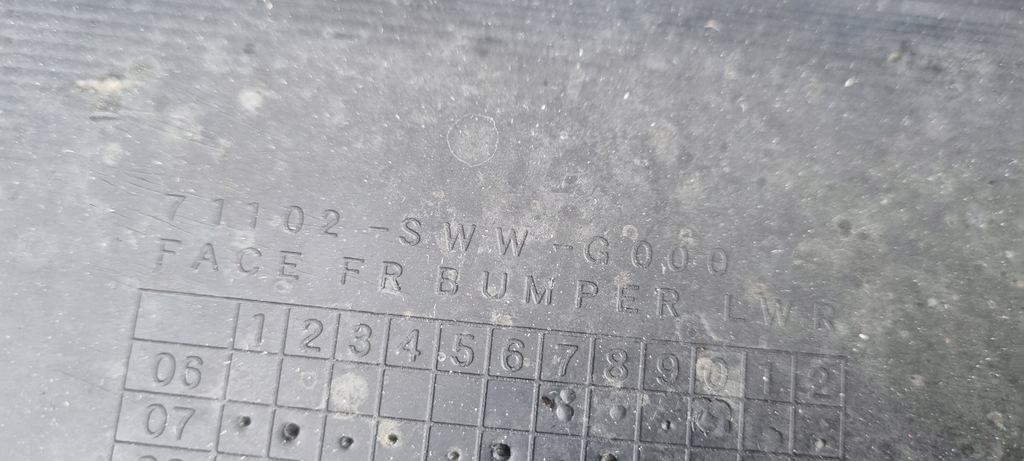 71102-SWW-G000
FACE FR BUMPER LWR
1 2 3 4 5 6 7 8 9 0 1 2
06
07